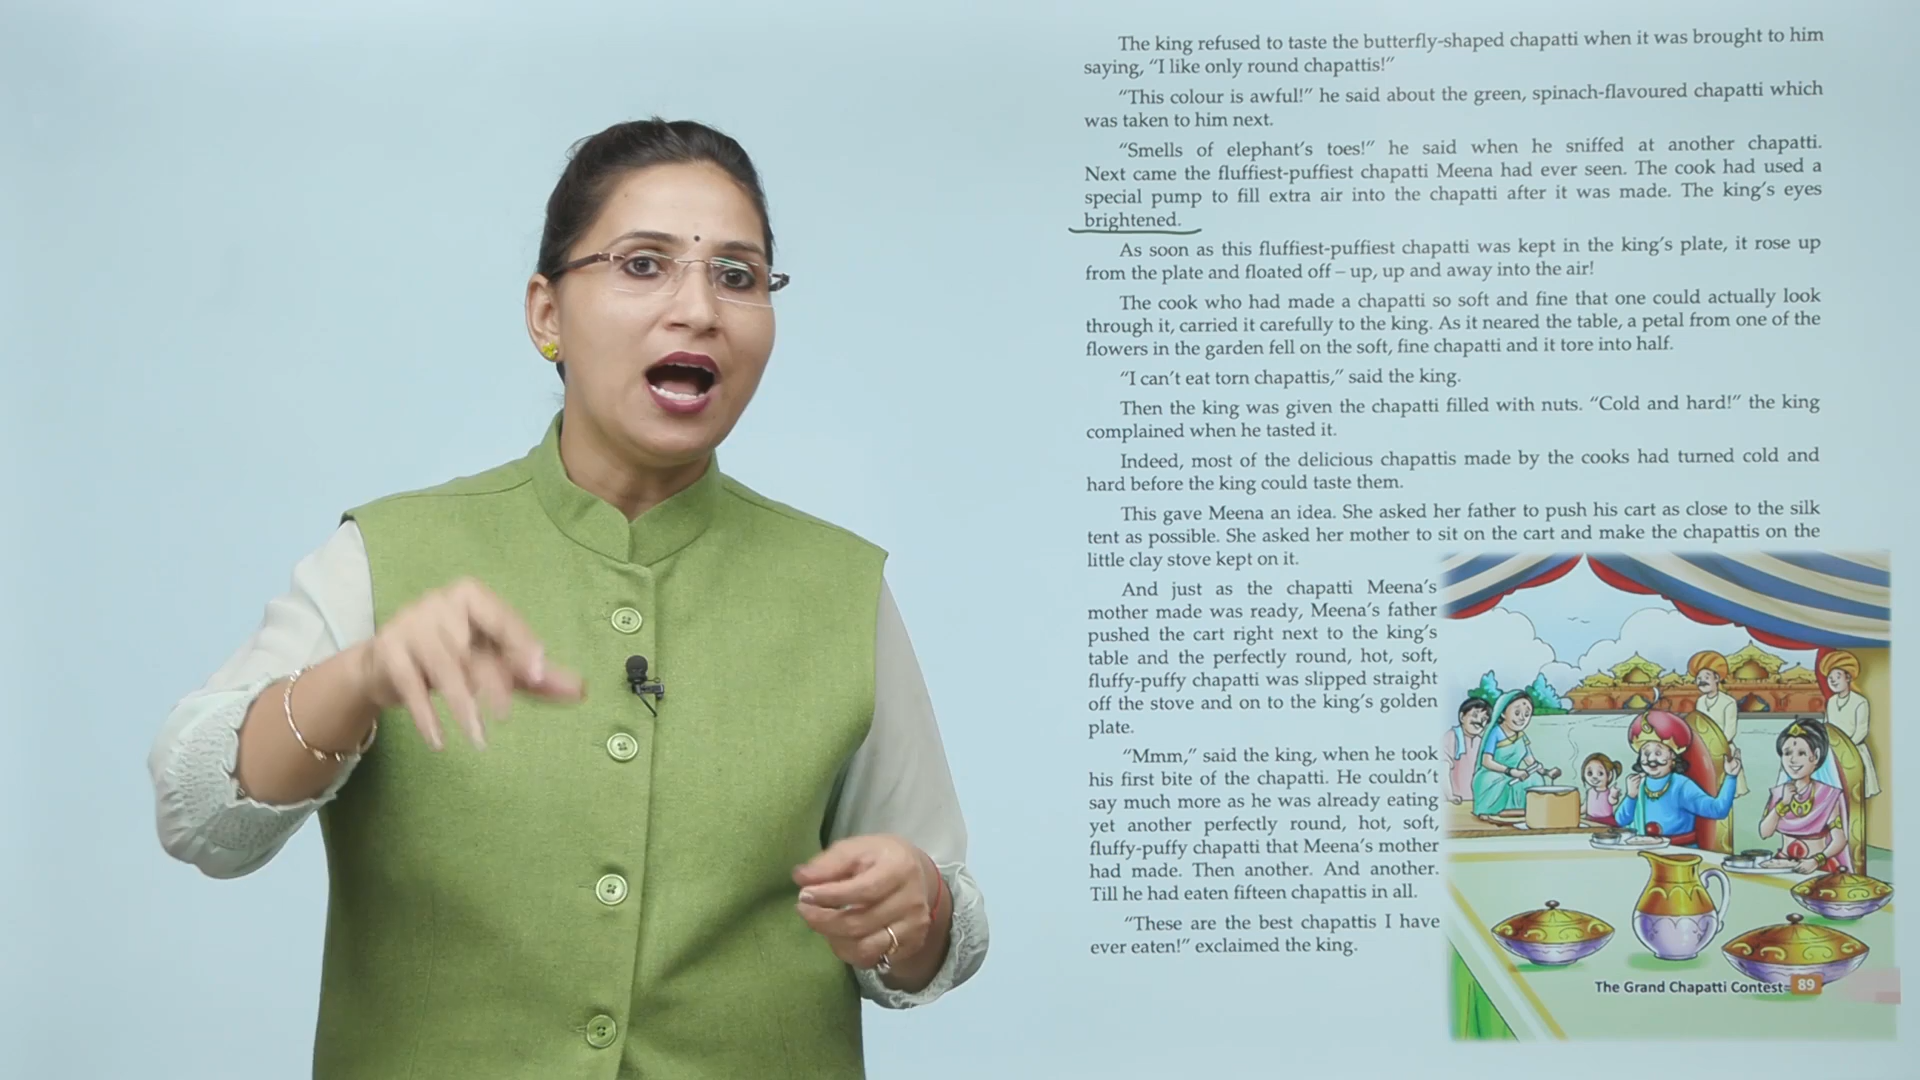 The king refused to taste the butterfly-shaped chapatti when it was brought to him
saying, “I like only round chapattis!”
“This colour is awful!” he said about the green, spinach-flavoured chapatti which
was taken to him next.
“Smells of elephant’s toes!” he said when he sniffed at another chapatti.
Next came the fluffiest-puffiest chapatti Meena had ever seen. The cook had used a
special pump to fill extra air into the chapatti after it was made. The king’s eyes
brightened.
As soon as this fluffiest-puffiest chapatti was kept in the king’s plate, it rose up
from the plate and floated off – up, up and away into the air!
The cook who had made a chapatti so soft and fine that one could actually look
through it, carried it carefully to the king. As it neared the table, a petal from one of the
flowers in the garden fell on the soft, fine chapatti and it tore into half.
“I can’t eat torn chapattis,” said the king.
Then the king was given the chapatti filled with nuts. “Cold and hard!” the king
complained when he tasted it.
Indeed, most of the delicious chapattis made by the cooks had turned cold and
hard before the king could taste them.
This gave Meena an idea. She asked her father to push his cart as close to the silk
tent as possible. She asked her mother to sit on the cart and make the chapattis on the
little clay stove kept on it.
And just as the chapatti Meena’s
mother made was ready, Meena’s father
pushed the cart right next to the king’s
table and the perfectly round, hot, soft,
fluffy-puffy chapatti was slipped straight
off the stove and on to the king’s golden
plate.
“Mmm,” said the king, when he took
his first bite of the chapatti. He couldn’t
say much more as he was already eating
yet another perfectly round, hot, soft,
fluffy-puffy chapatti that Meena’s mother
had made. Then another. And another.
Till he had eaten fifteen chapattis in all.
“These are the best chapattis I have
ever eaten!” exclaimed the king.
The Grand Chapatti Contest 89